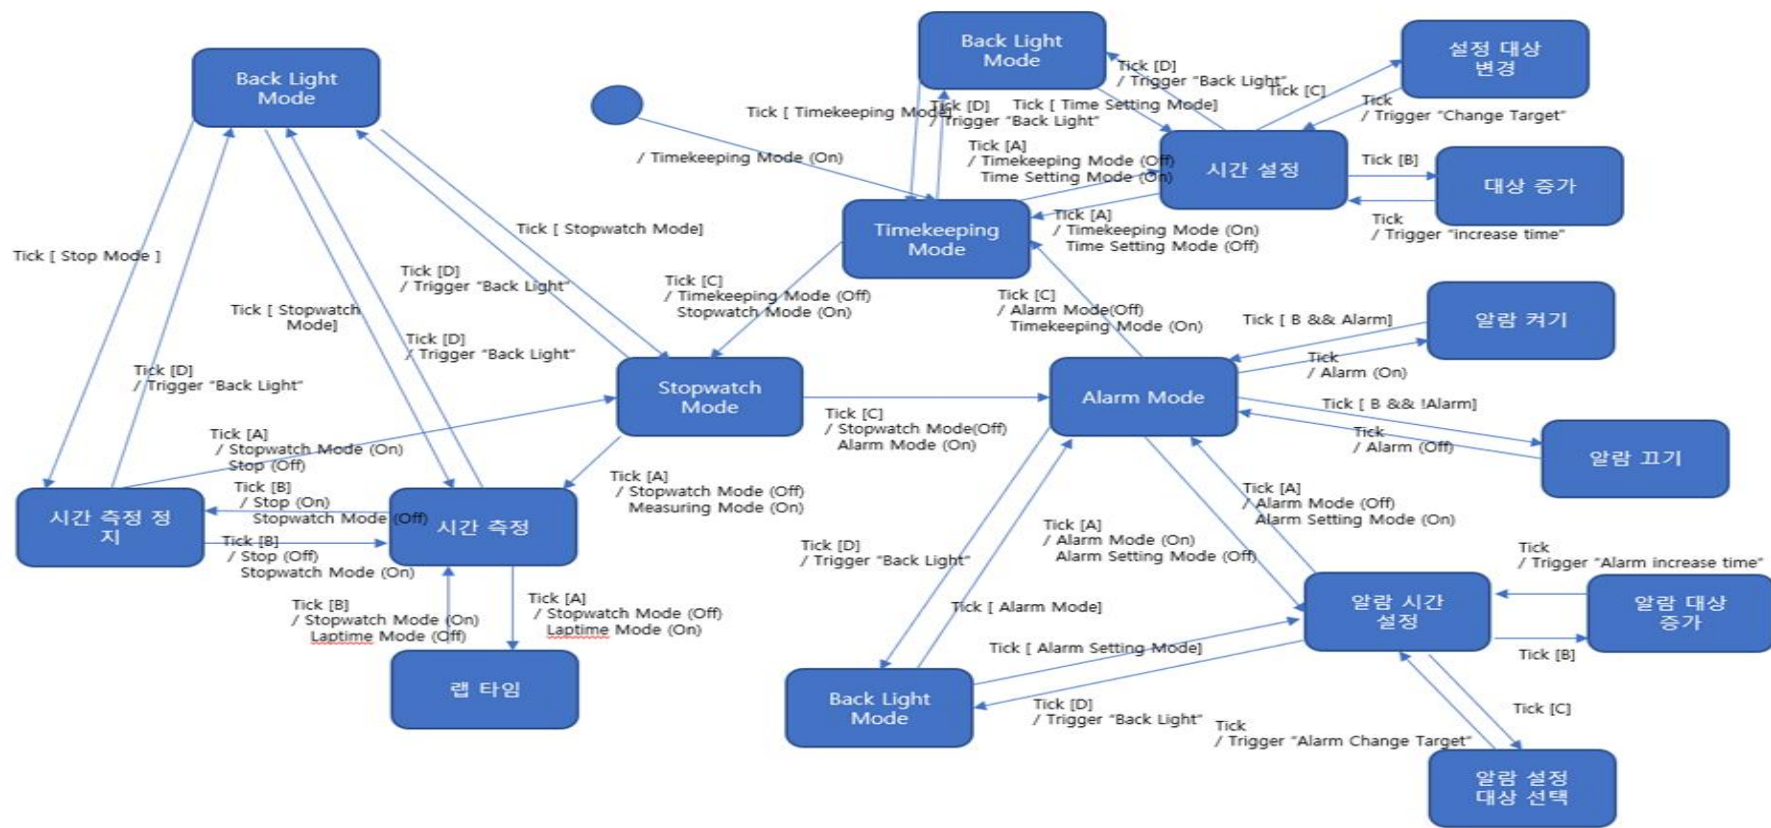 Back Light
Mode
Back Light
Mode
설정 대상
변경
Tick [D]
/ Trigger “Back Light”
Tick [C]
Tick
/ Trigger “Change Target”
Tick [ Timekeeping Mode]
Tick [D]
/ Trigger “Back Light”
Tick [ Time Setting Mode]
/ Timekeeping Mode (On)
Tick [A]
/ Timekeeping Mode (Off)
Time Setting Mode (On)
시간 설정
Tick [B]
대상 증가
Tick
/ Trigger “increase time”
Timekeeping
Mode
Tick [A]
/ Timekeeping Mode (On)
Time Setting Mode (Off)
Tick [ Stop Mode ]
Tick [ Stopwatch Mode]
Tick [D]
/ Trigger “Back Light”
Tick [ Stopwatch
Mode]
Tick [D]
/ Trigger “Back Light”
Tick [D]
/ Trigger “Back Light”
Tick [C]
/ Timekeeping Mode (Off)
Stopwatch Mode (On)
Tick [C]
/ Alarm Mode(Off)
Timekeeping Mode (On)
Tick [ B && Alarm]
알람 켜기
Tick
/ Alarm (On)
Stopwatch
Mode
Alarm Mode
Tick [C]
/ Stopwatch Mode(Off)
Alarm Mode (On)
Tick [ B && !Alarm]
Tick
/ Alarm (Off)
알람 끄기
Tick [A]
/ Stopwatch Mode (On)
Stop (Off)
Tick [B]
/ Stop (On)
Stopwatch Mode (Off)
시간 측정 정
지
시간 측정
Tick [B]
/ Stop (Off)
Stopwatch Mode (On)
Tick [A]
/ Stopwatch Mode (Off)
Measuring Mode (On)
Tick [A]
/ Alarm Mode (Off)
Alarm Setting Mode (On)
Tick [A]
/ Alarm Mode (On)
Alarm Setting Mode (Off)
Tick [D]
/ Trigger “Back Light”
Tick
/ Trigger “Alarm increase time”
Tick [B]
/ Stopwatch Mode (On)
Laptime Mode (Off)
Tick [A]
/ Stopwatch Mode (Off)
Laptime Mode (On)
랩 타임
Tick [ Alarm Mode]
알람 시간
설정
알람 대상
증가
Tick [B]
Tick [ Alarm Setting Mode]
Back Light
Mode
Tick [D]
/ Trigger “Back Light”
Tick [C]
Tick
/ Trigger “Alarm Change Target”
알람 설정
대상 선택